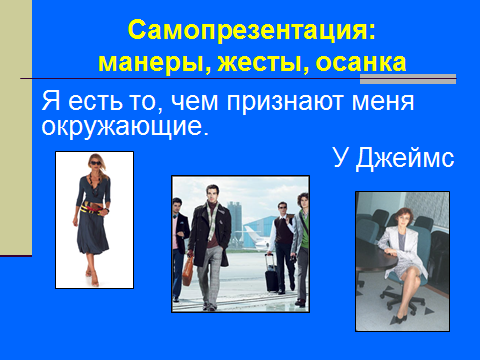 Самопрезентация:
манеры, жесты, осанка
Я есть то, чем признают меня
окружающие.
У Джеймс